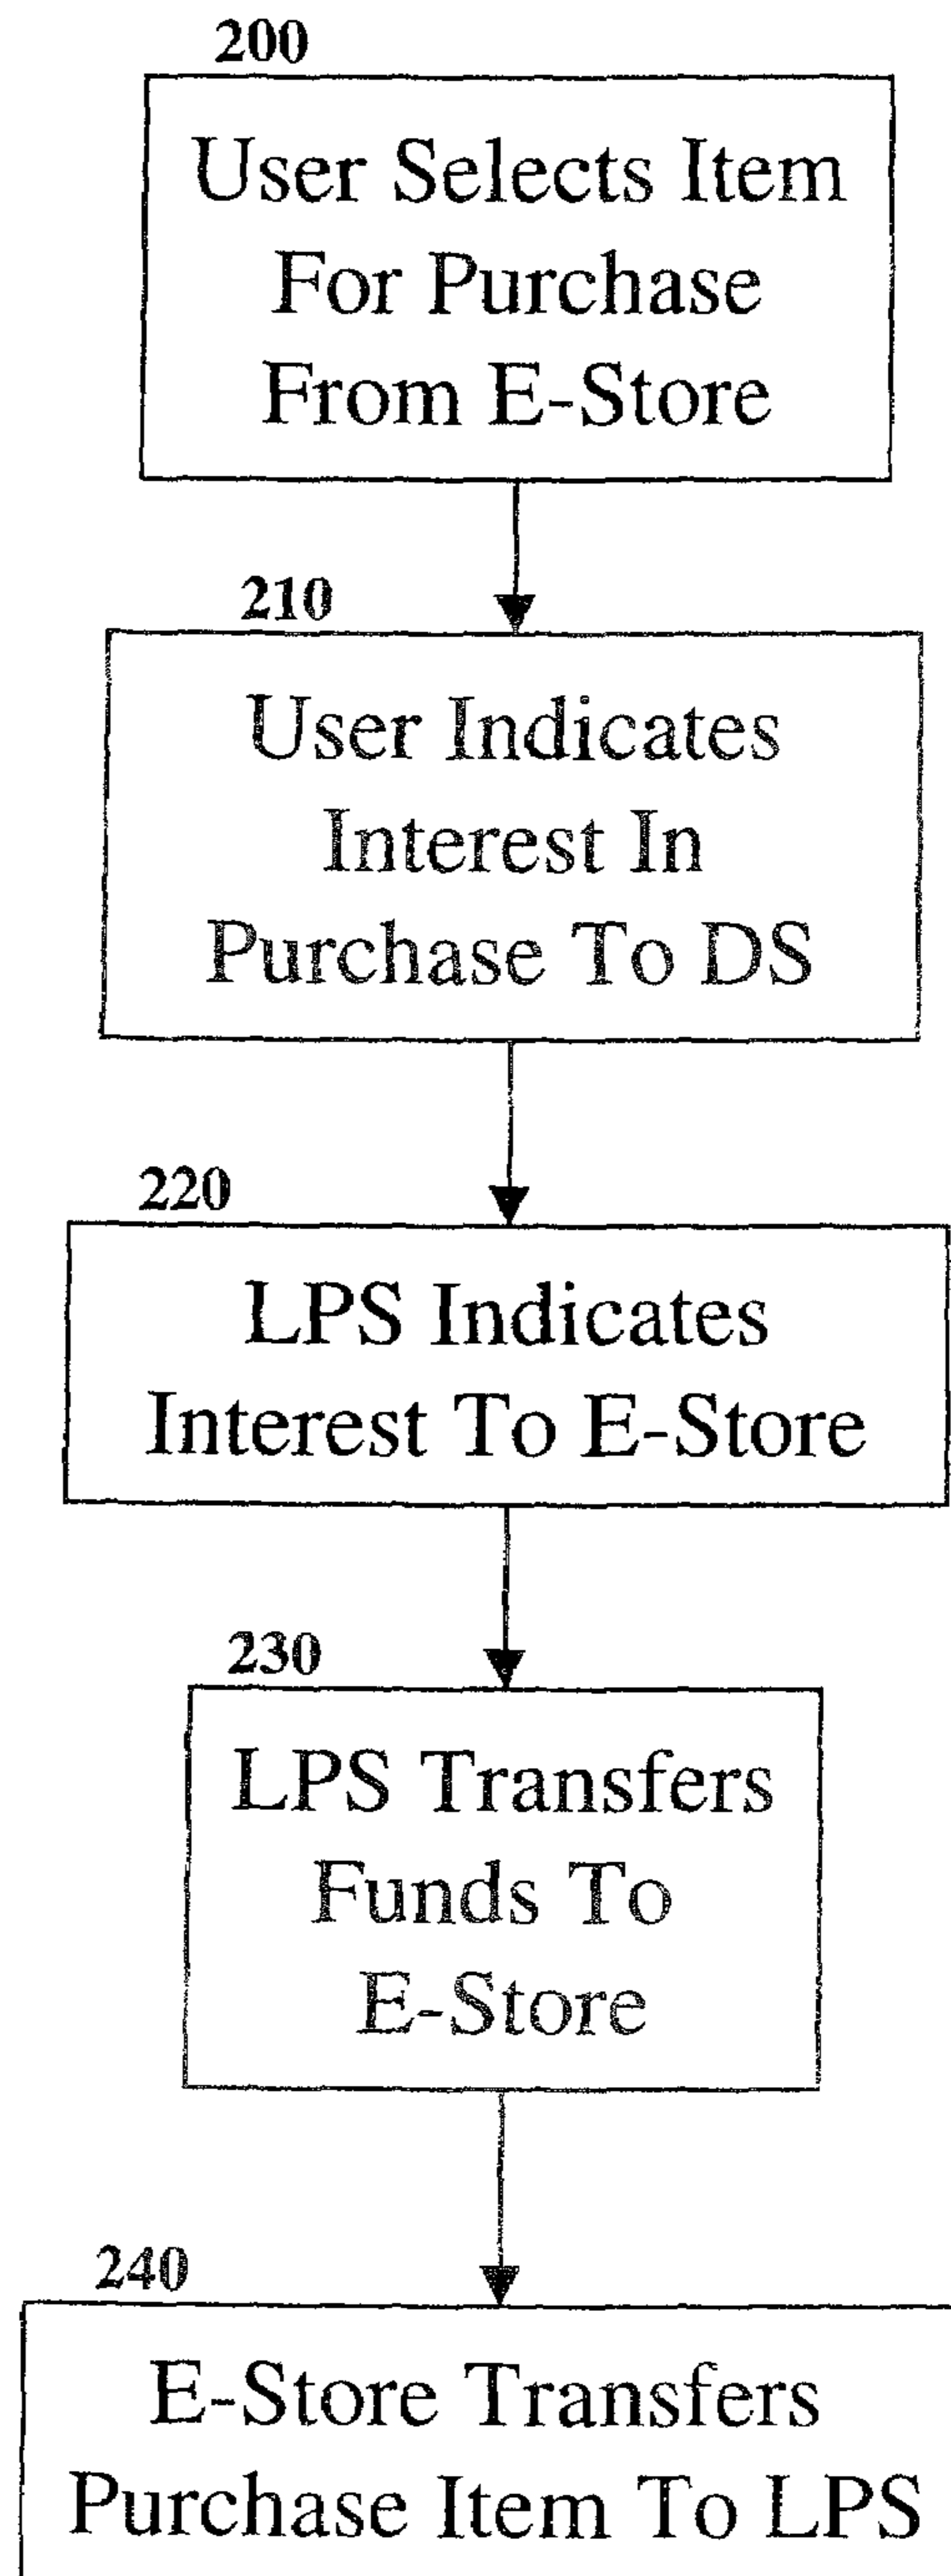 200
User Selects Item
For Purchase
From E-Store
210
User Indicates
Interest In
Purchase To DS
220
LPS Indicates
Interest To E-Store
230
LPS Transfers
Funds To
E-Store
240
E-Store Transfers
Purchase Item To LPS